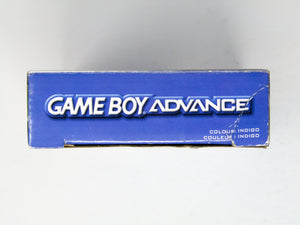 GAME BOY ADVANCE
COLOUR: INDIGO
COULEUR : INDIGO